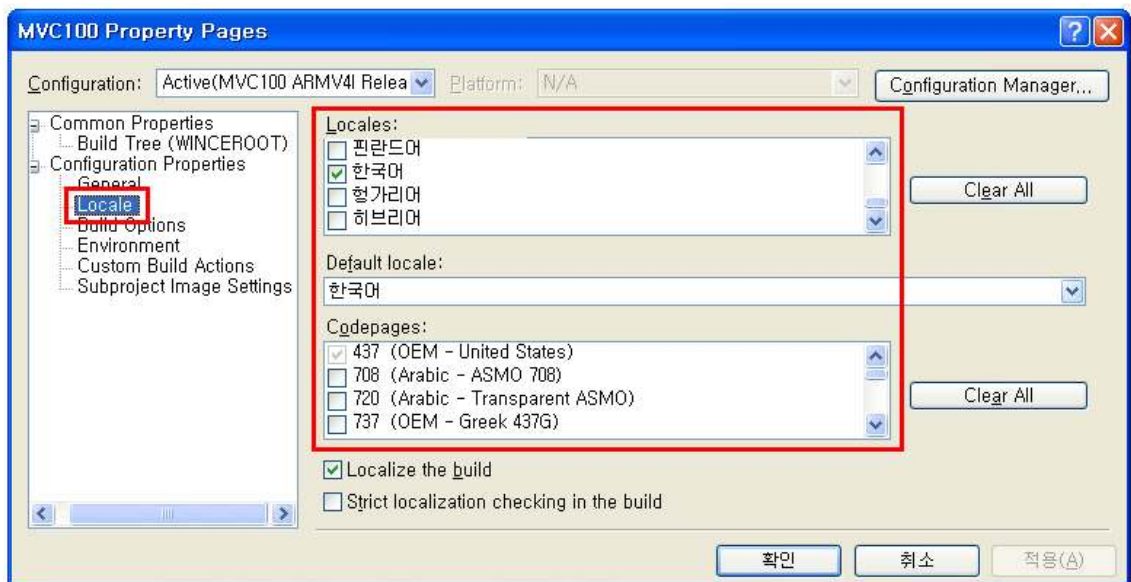 MVC100 Property Pages
Configuration: Active(MVC100 ARMV4I Relea Platform: N/A Configuration Manager...
Common Properties
Build Tree (WINCEROOT)
Configuration Properties
General
Locale
Build Options
Environment
Custom Build Actions
Subproject Image Settings
Locales:
핀란드어
한국어
헝가리어
히브리어
Clear All
Default locale:
한국어
Codepages:
437 (OEM - United States)
708 (Arabic - ASMO 708)
720 (Arabic - Transparent ASMO)
737 (OEM - Greek 437G)
Clear All
Localize the build
Strict localization checking in the build
확인 취소 적용(A)